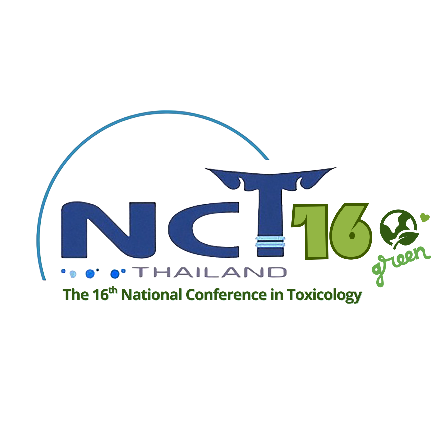 NCT16
green
THAILAND
The 16th National Conference in Toxicology